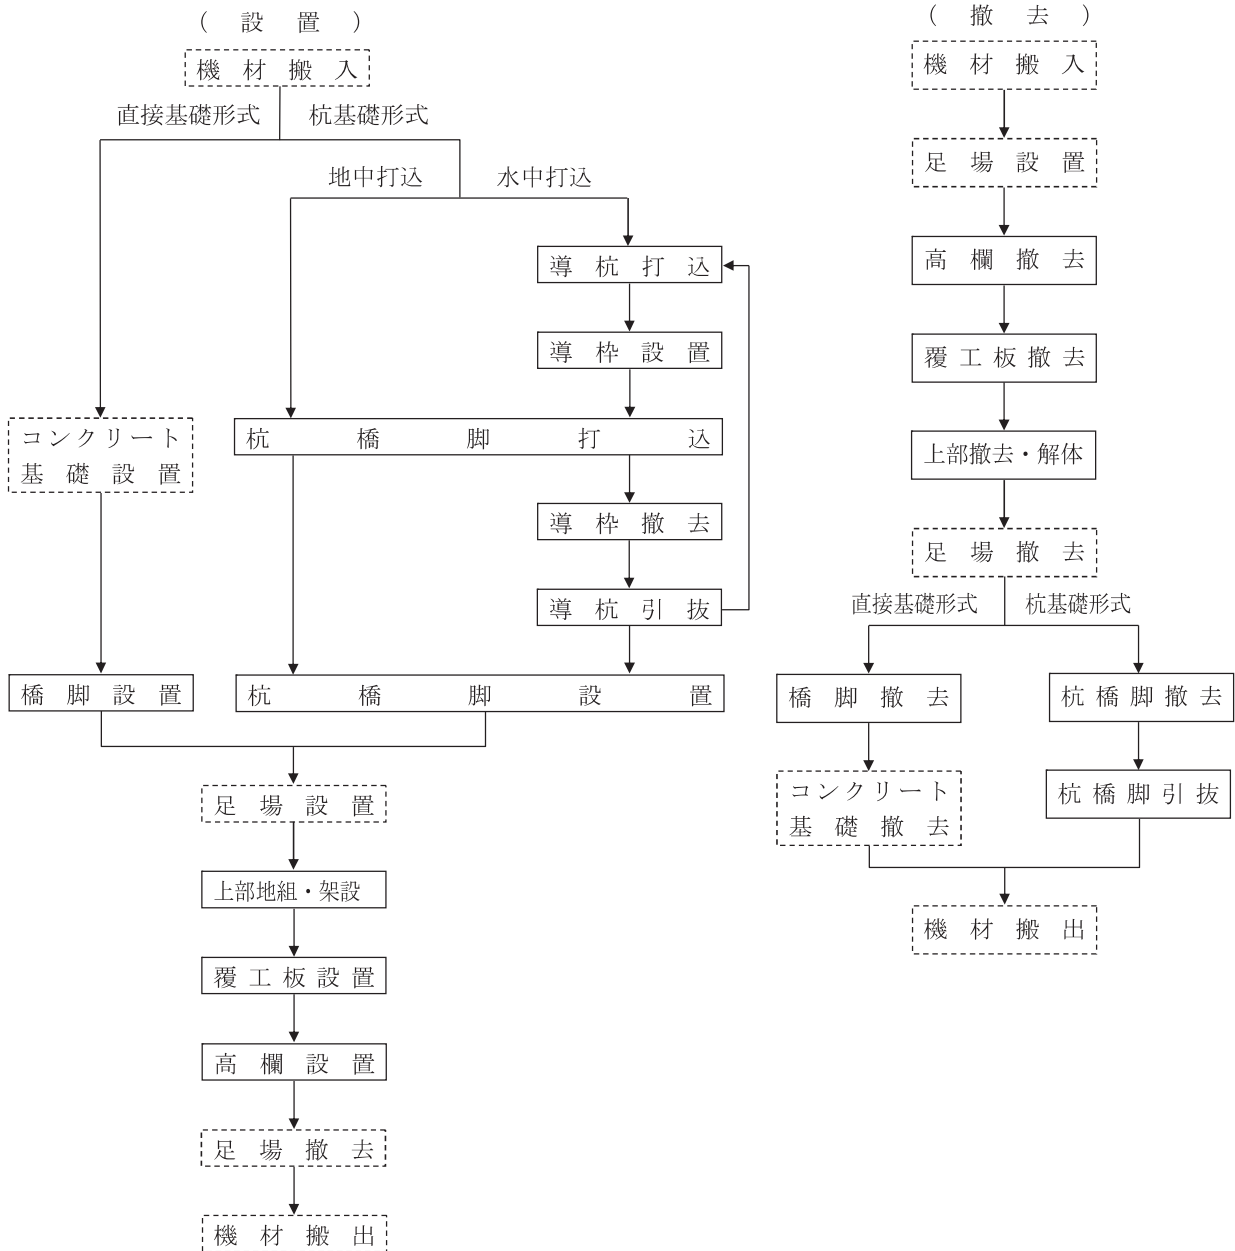 （設置）
機材搬入
直接基礎形式
杭基礎形式
地中打込
水中打込
導杭打込
導枠設置
コンクリート
基礎設置
杭橋脚打込
導枠撤去
導杭引抜
橋脚設置
杭橋脚設置
足場設置
上部地組・架設
覆工板設置
高欄設置
足場撤去
機材搬出
（撤去）
機材搬入
足場設置
高欄撤去
覆工板撤去
上部撤去・解体
足場撤去
直接基礎形式
杭基礎形式
橋脚撤去
杭橋脚撤去
コンクリート
基礎撤去
杭橋脚引抜
機材搬出